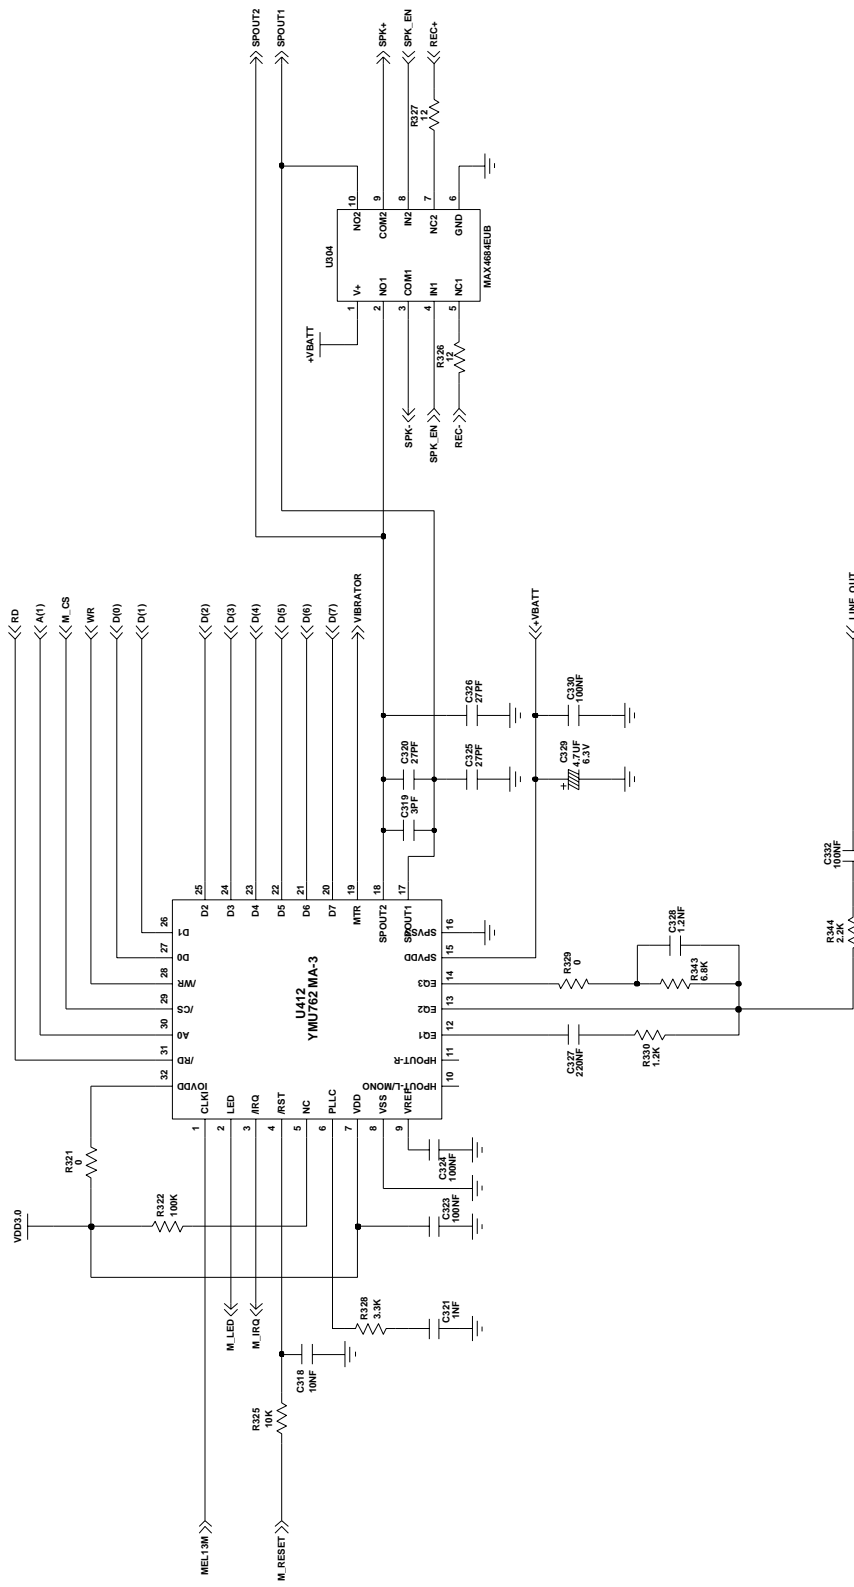 SPOUT2
SPOUT1
SPK+
SPK_EN
REC+
R327
12
10
9
8
7
6
NO2
COM2
IN2
NC2
GND
U304
MAX4684EUB
V+
NO1
COM1
IN1
NC1
1
2
3
4
5
+VBATT
R326
12
SPK-
SPK_EN
REC-
RD
A(1)
M_CS
WR
D(0)
D(1)
D(2)
D(3)
D(4)
D(5)
D(6)
D(7)
VIBRATOR
+VBATT
LINE_OUT
C326
27PF
C330
100NF
C320
27PF
C325
27PF
C329
4.7UF
6.3V
+
C319
3PF
C332
100NF
R344
2.2K
C328
1.2NF
R329
0
R343
6.8K
C327
220NF
R330
1.2K
25
24
23
22
21
20
19
18
17
D2
D3
D4
D5
D6
D7
MTR
SPOUT2
SPOUT1
26
27
28
29
30
31
32
D1
D0
/WR
/CS
A0
/RD
IOVDD
U412
YMU762 MA-3
SPVSS
SPVDD
EQ3
EQ2
EQ1
HPOUT-R
HPOUT-L/MONO
16
15
14
13
12
11
10
CLKI
LED
/IRQ
/RST
NC
PLLC
VDD
VSS
VREF
1
2
3
4
5
6
7
8
9
R321
0
R322
100K
VDD3.0
C324
100NF
C323
100NF
M_LED
M_IRQ
R328
3.3K
C321
1NF
C318
10NF
R325
10K
MEL13M
M_RESET